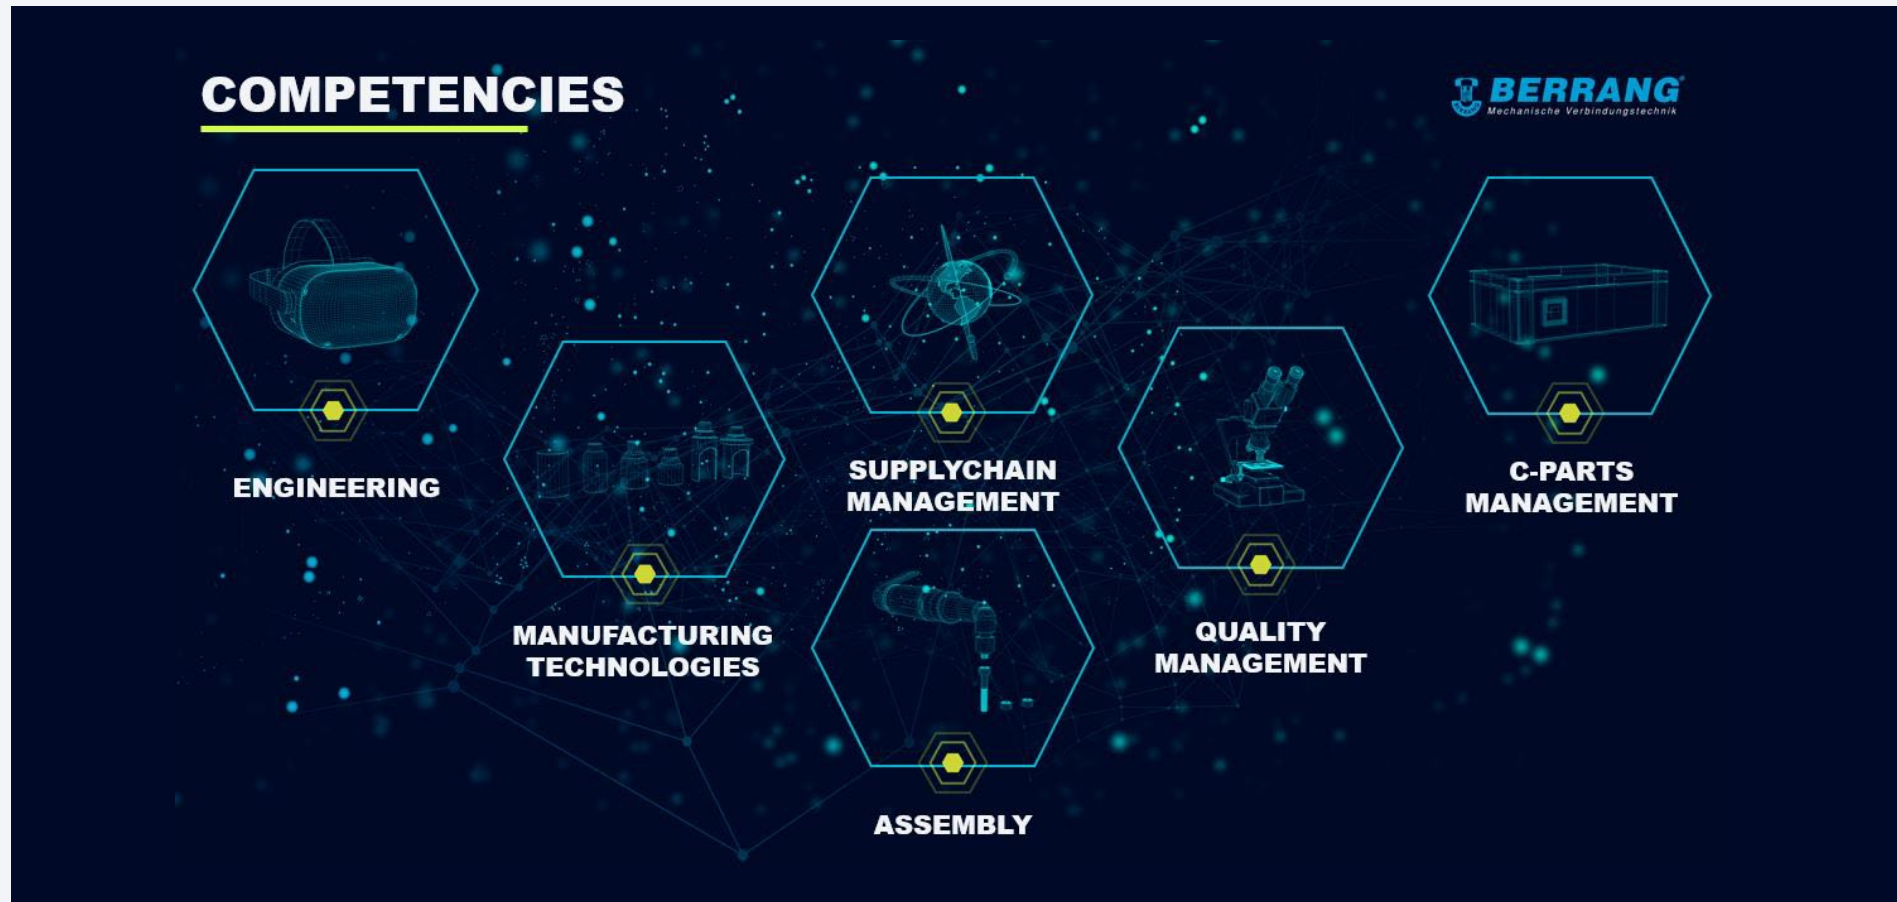 COMPETENCIES
BERRANG
Mechanische Verbindungstechnik
ENGINEERING
MANUFACTURING
TECHNOLOGIES
SUPPLYCHAIN
MANAGEMENT
ASSEMBLY
QUALITY
MANAGEMENT
C-PARTS
MANAGEMENT